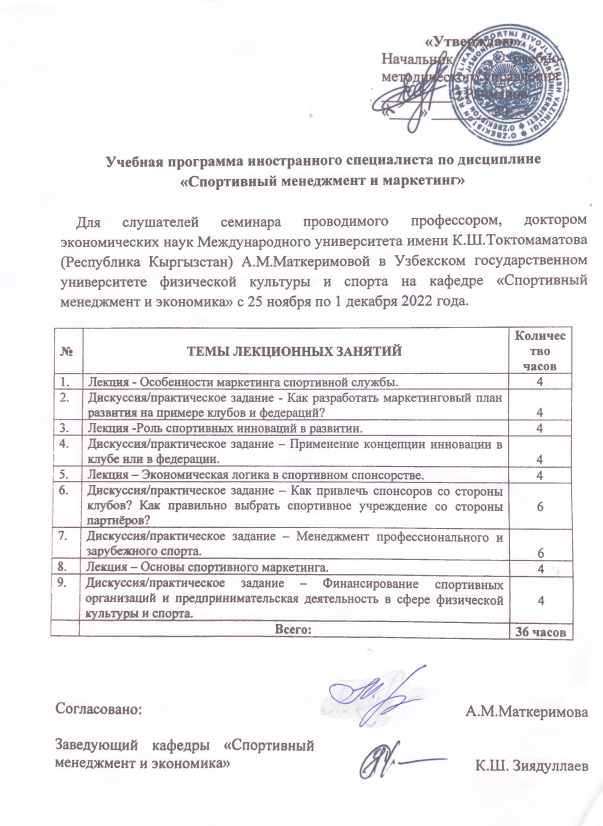 «Утверждаю»
Начальник учебно-
методического управления
Учебная программа иностранного специалиста по дисциплине
«Спортивный менеджмент и маркетинг»
Для слушателей семинара проводимого профессором, доктором
экономических наук Международного университета имени К.Ш.Токтомаматова
(Республика Кыргызстан) А.М.Маткеримовой в Узбекском государственном
университете физической культуры и спорта на кафедре «Спортивный
менеджмент и экономика» с 25 ноября по 1 декабря 2022 года.
№ ТЕМЫ ЛЕКЦИОННЫХ ЗАНЯТИЙ Количес
тво
часов
1. Лекция - Особенности маркетинга спортивной службы. 4
2. Дискуссия/практическое задание - Как разработать маркетинговый план
развития на примере клубов и федераций? 4
3. Лекция -Роль спортивных инноваций в развитии. 4
4. Дискуссия/практическое задание – Применение концепции инновации в
клубе или в федерации. 4
5. Лекция – Экономическая логика в спортивном спонсорстве. 4
6. Дискуссия/практическое задание – Как привлечь спонсоров со стороны
клубов? Как правильно выбрать спортивное учреждение со стороны 6
партнёров?
7. Дискуссия/практическое задание – Менеджмент профессионального и
зарубежного спорта. 6
8. Лекция – Основы спортивного маркетинга. 4
9. Дискуссия/практическое задание – Финансирование спортивных
организаций и предпринимательская деятельность в сфере физической 4
культуры и спорта.
Всего: 36 часов
Согласовано: А.М.Маткеримова
Заведующий кафедры «Спортивный
менеджмент и экономика» К.Ш. Зиядуллаев